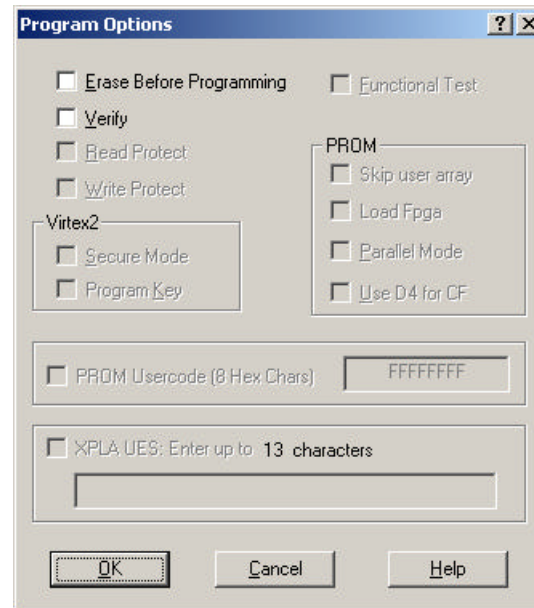 Program Options
Erase Before Programming
Functional Test
Verify
Read Protect
Write Protect
PROM
Skip user array
Load Fpga
Parallel Mode
Use D4 for CF
Virtex2
Secure Mode
Program Key
PROM Usercode (8 Hex Chars)
FFFFFFFF
XPLA UES: Enter up to 13 characters
OK
Cancel
Help